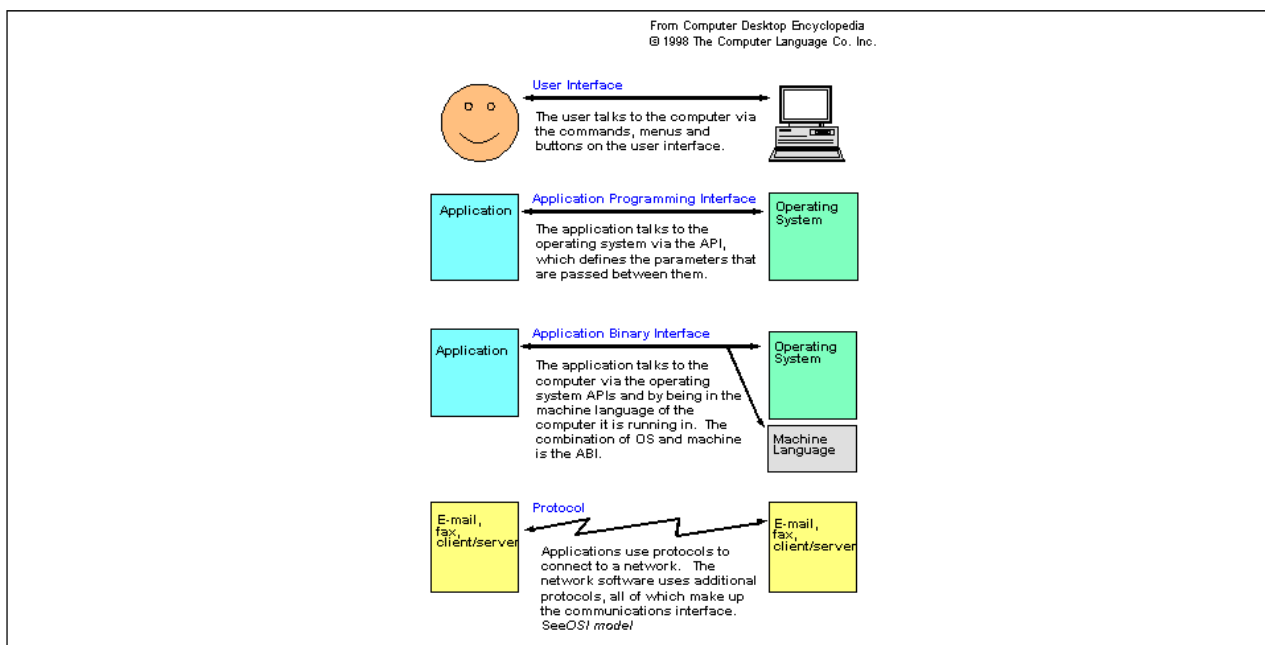 From Computer Desktop Encyclopedia
© 1998 The Computer Language Co. Inc.
User Interface
The user talks to the computer via
the commands, menus and
buttons on the user interface.
Application
Application Programming Interface
The application talks to the
operating system via the API,
which defines the parameters that
are passed between them.
Operating
System
Application
Application Binary Interface
The application talks to the
computer via the operating
system APIs and by being in the
machine language of the
computer it is running in. The
combination of OS and machine
is the ABI.
Operating
System
Machine
Language
E-mail,
fax,
client/server
Protocol
Applications use protocols to
connect to a network. The
network software uses additional
protocols, all of which make up
the communications interface.
SeeOSI model
E-mail,
fax,
client/server